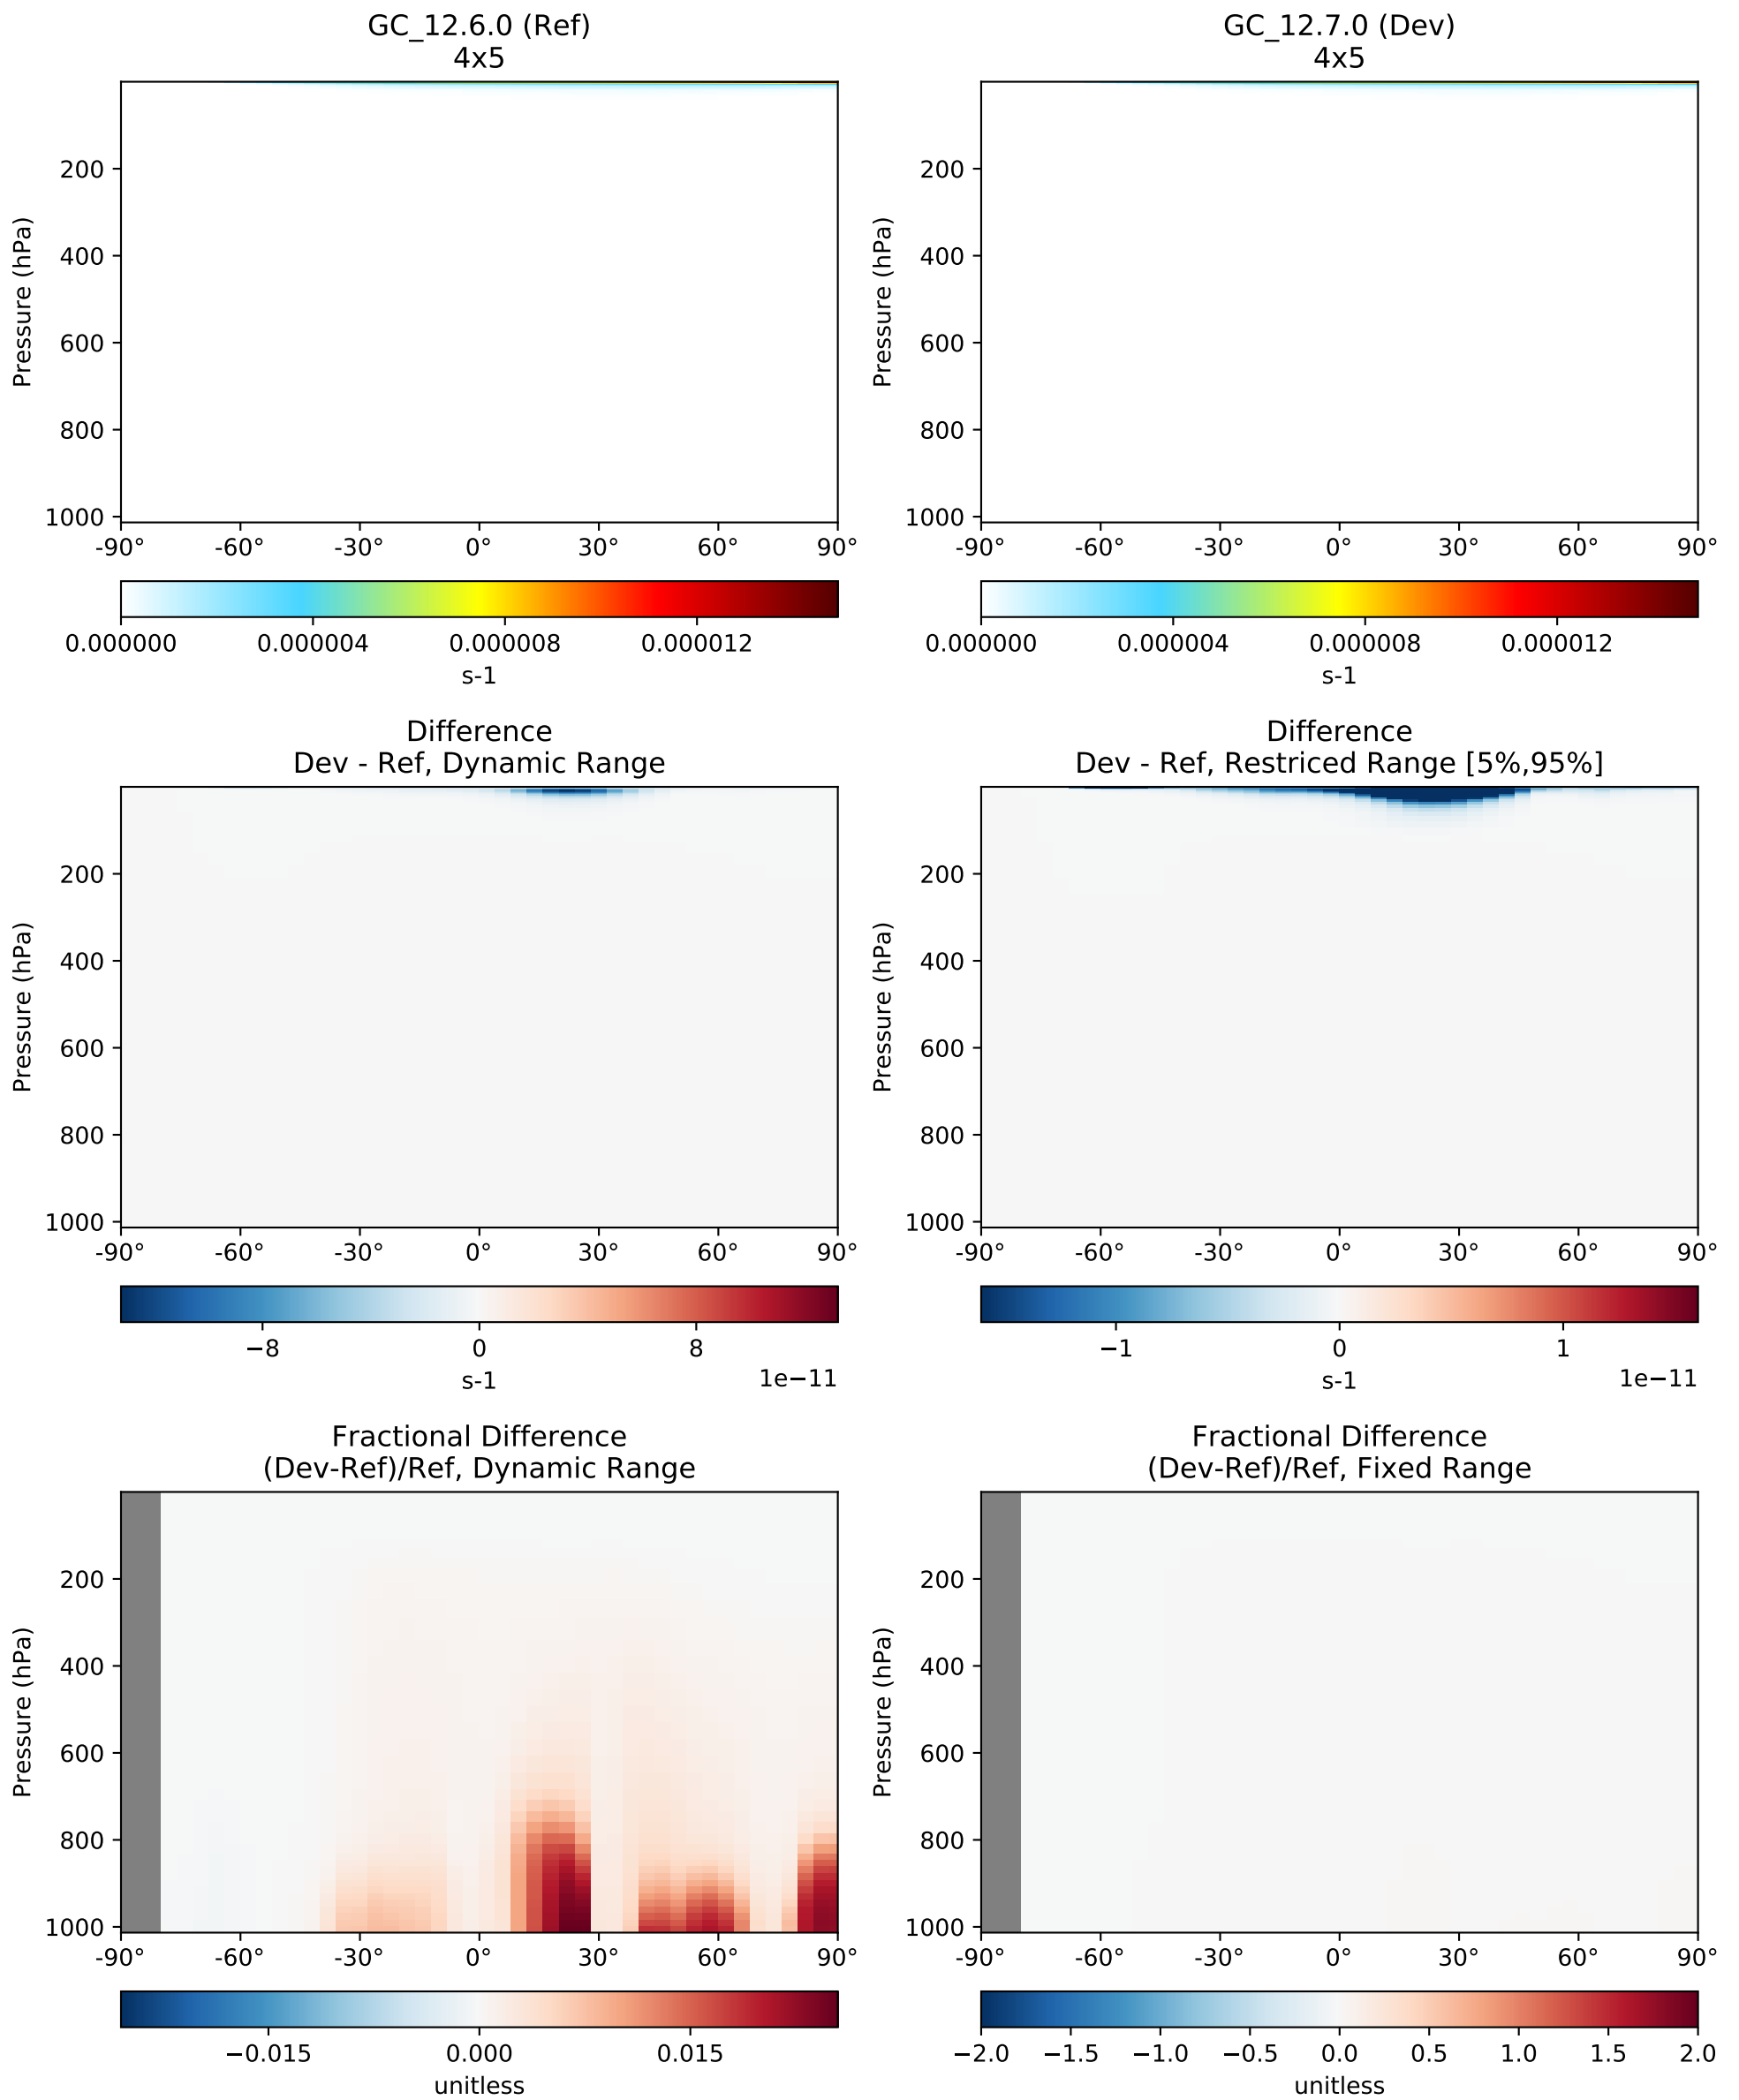 GC_12.6.0 (Ref)
4x5
200
400
600
800
1000
Pressure (hPa)
-90° -60° -30° 0° 30° 60° 90°
0.000000 0.000004 0.000008 0.000012
s-1
GC_12.7.0 (Dev)
4x5
200
400
600
800
1000
Pressure (hPa)
-90° -60° -30° 0° 30° 60° 90°
0.000000 0.000004 0.000008 0.000012
s-1
Difference
Dev - Ref, Dynamic Range
200
400
600
800
1000
Pressure (hPa)
-90° -60° -30° 0° 30° 60° 90°
−8 0 8
1e−11
s-1
Difference
Dev - Ref, Restriced Range [5%,95%]
200
400
600
800
1000
Pressure (hPa)
-90° -60° -30° 0° 30° 60° 90°
−1 0 1
1e−11
s-1
Fractional Difference
(Dev-Ref)/Ref, Dynamic Range
200
400
600
800
1000
Pressure (hPa)
-90° -60° -30° 0° 30° 60° 90°
−0.015 0.000 0.015
unitless
Fractional Difference
(Dev-Ref)/Ref, Fixed Range
200
400
600
800
1000
Pressure (hPa)
-90° -60° -30° 0° 30° 60° 90°
−2.0 −1.5 −1.0 −0.5 0.0 0.5 1.0 1.5 2.0
unitless